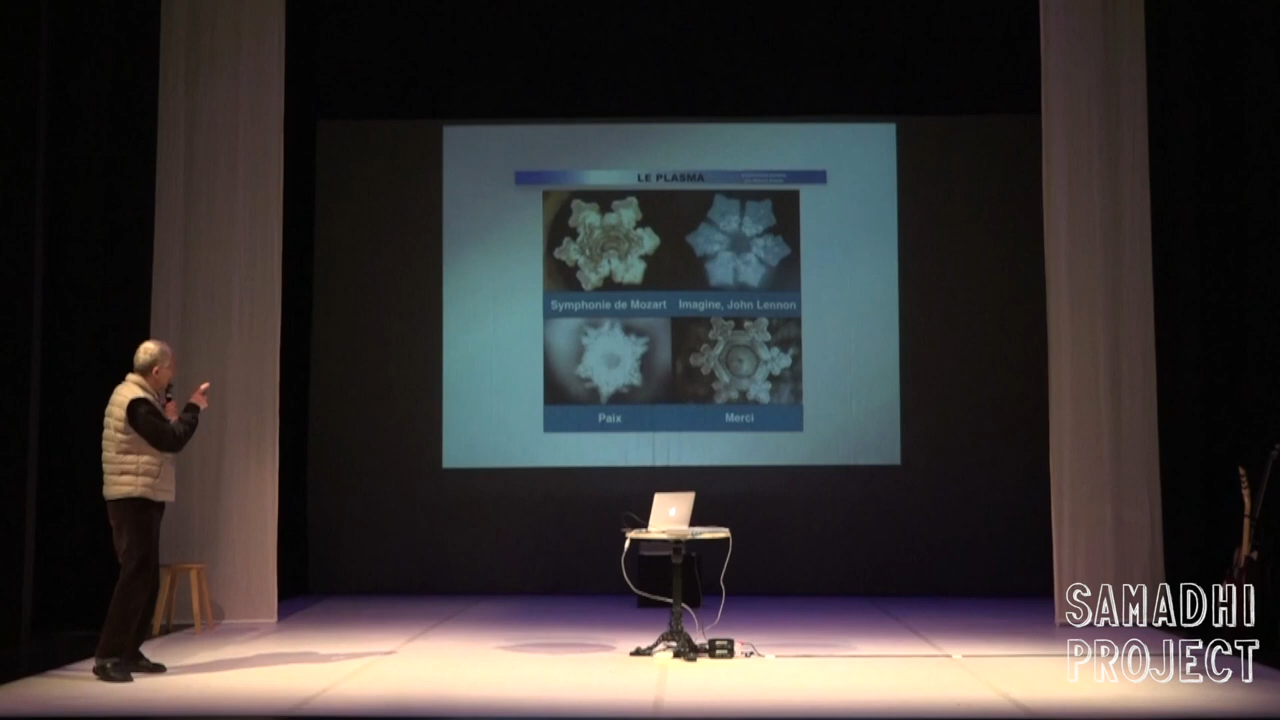 LE PLASMA
Symphonie de Mozart
Imagine, John Lennon
Paix
Merci
SAMADHI
PROJECT